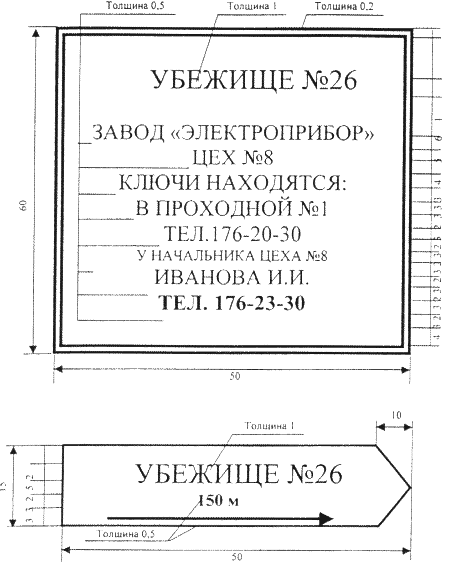 Толщина 0,5 Толщина 1 Толщина 0,2
УБЕЖИЩЕ №26
ЗАВОД «ЭЛЕКТРОПРИБОР»
ЦЕХ №8
КЛЮЧИ НАХОДЯТСЯ:
В ПРОХОДНОЙ №1
ТЕЛ.176-20-30
У НАЧАЛЬНИКА ЦЕХА №8
ИВАНОВА И.И.
ТЕЛ. 176-23-30
60
50
10
Толщина 1
УБЕЖИЩЕ №26
150 м
15
Толщина 0,5
50